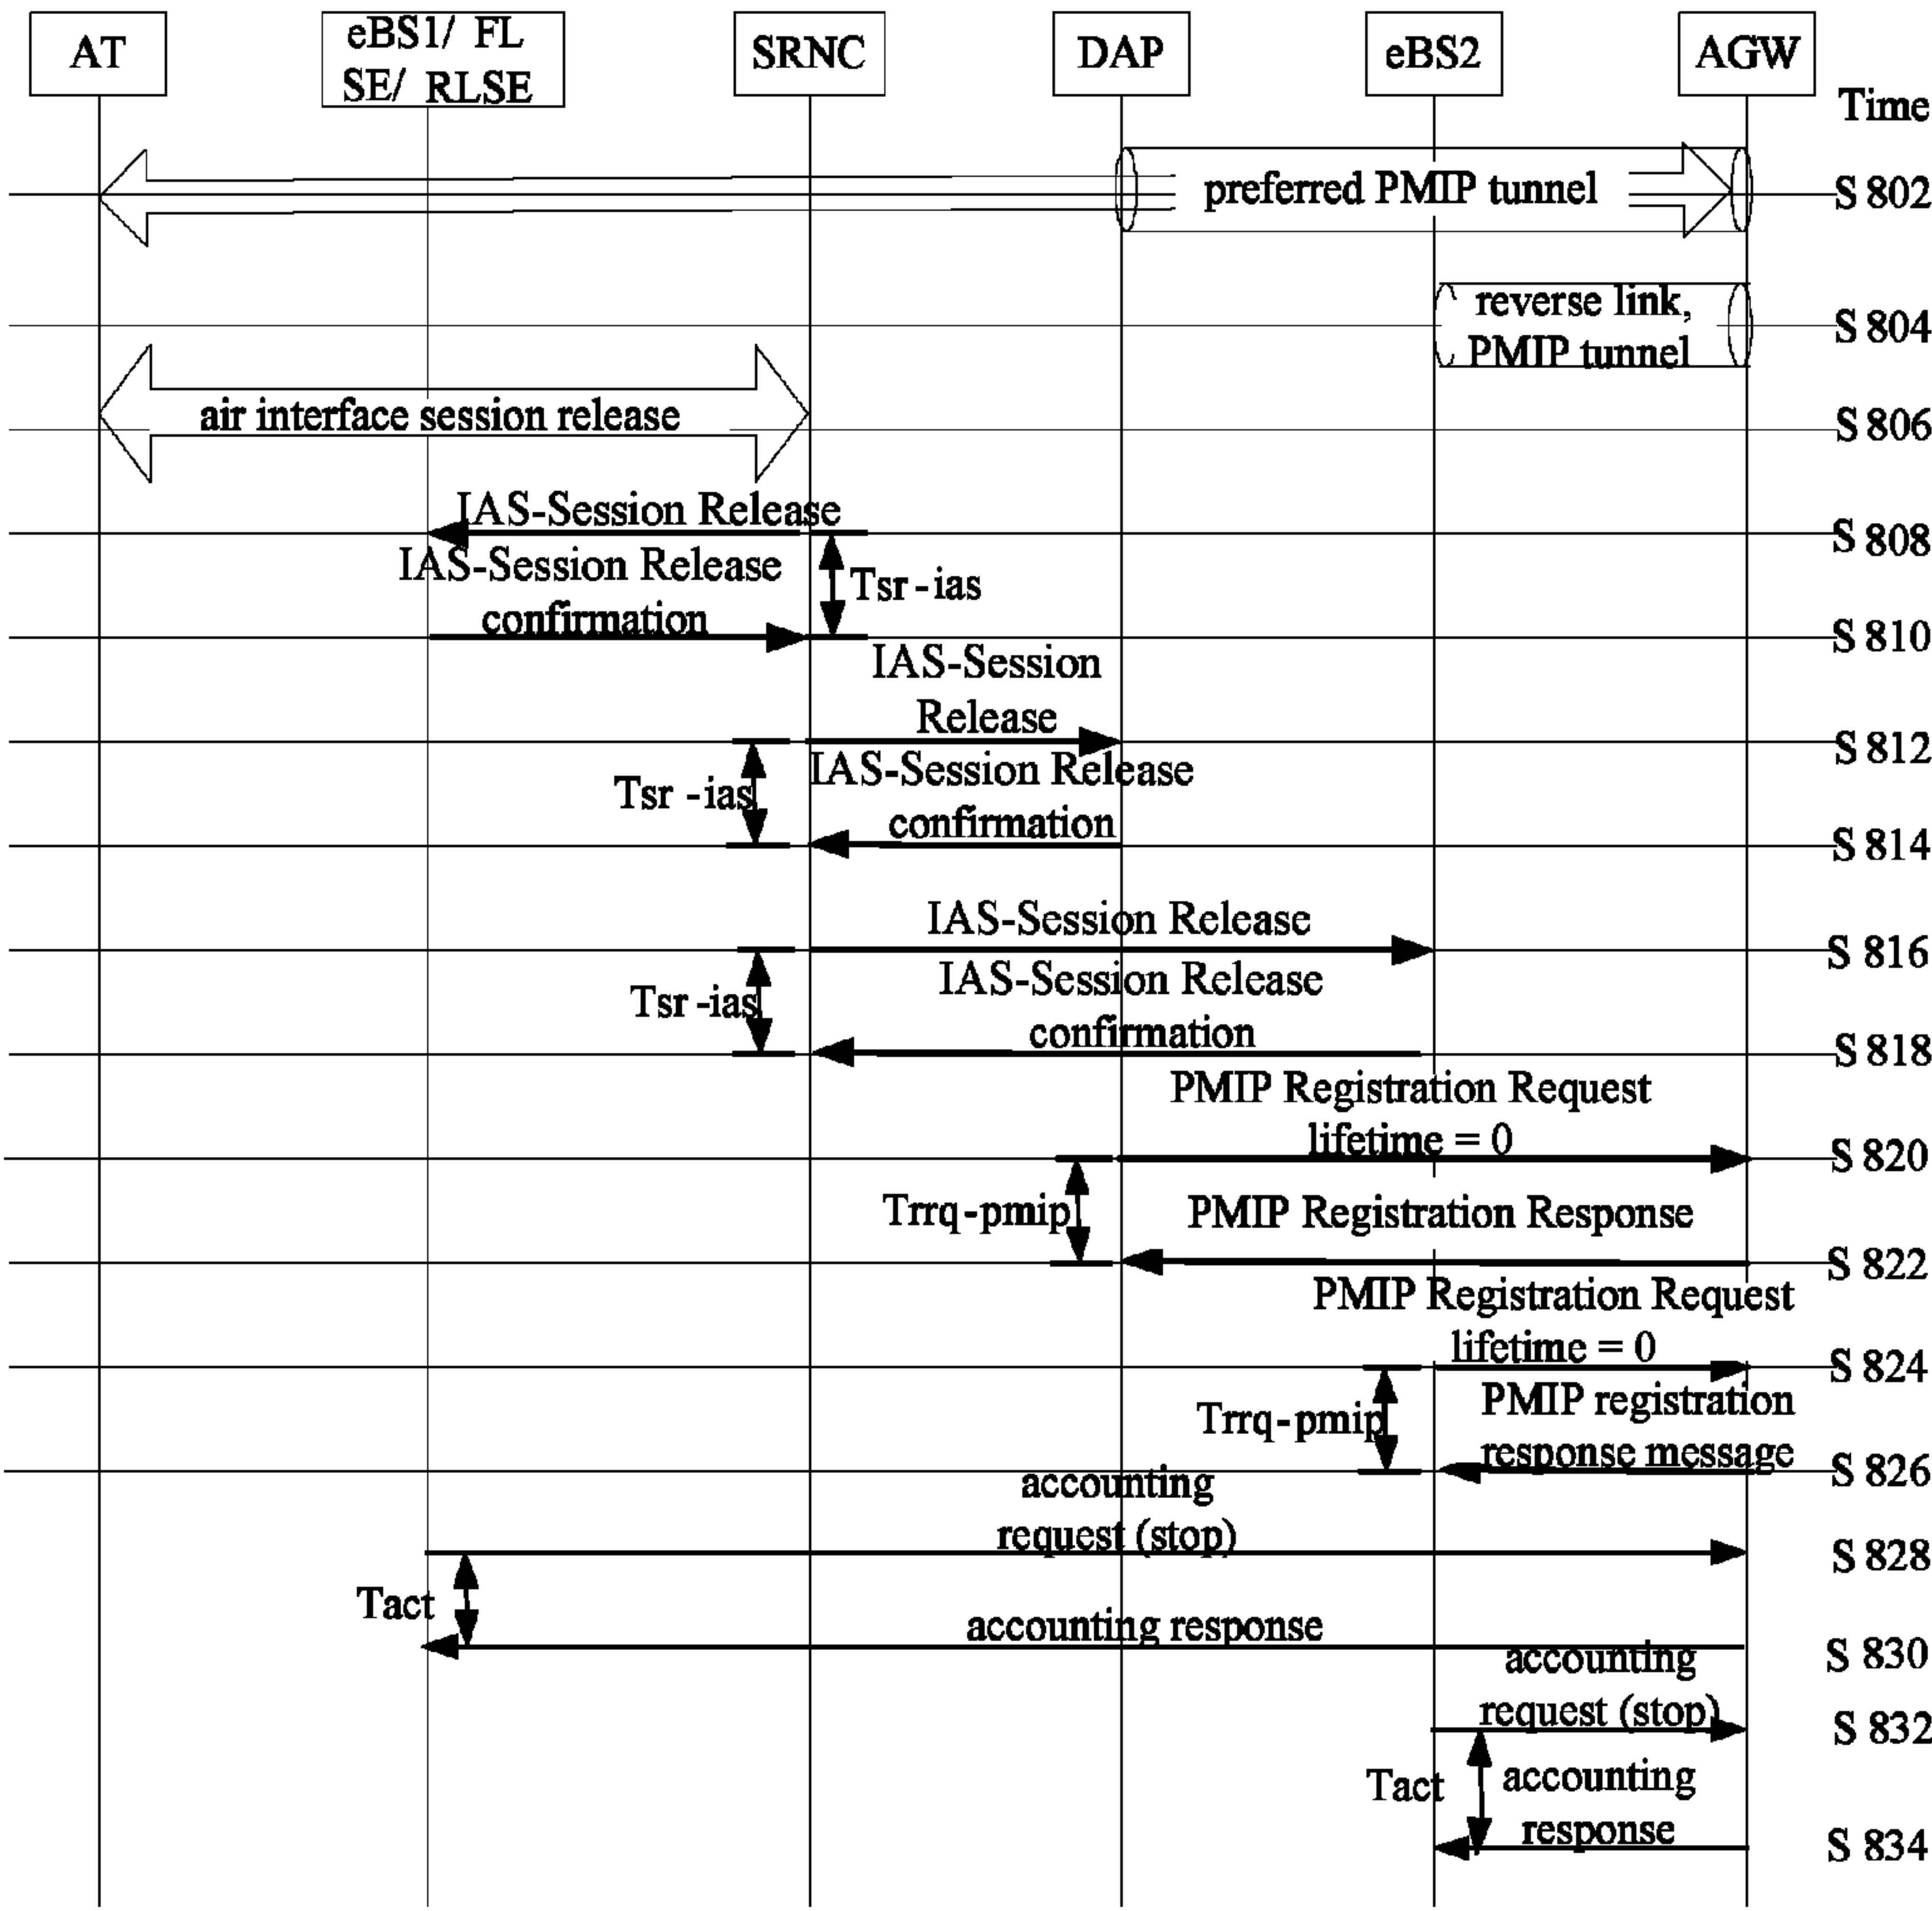 AT
eBS1/ FL
SE/ RLSE
SRNC
DAP
eBS2
AGW
Time
preferred PMIP tunnel
S 802
reverse link,
PMIP tunnel
S 804
air interface session release
S 806
IAS-Session Release
S 808
IAS-Session Release
confirmation
Tsr-ias
S 810
IAS-Session
Release
S 812
IAS-Session Release
confirmation
Tsr -ias
S 814
IAS-Session Release
S 816
IAS-Session Release
confirmation
Tsr -ias
S 818
PMIP Registration Request
lifetime = 0
S 820
Trrq-pmip
PMIP Registration Response
S 822
PMIP Registration Request
lifetime = 0
S 824
Trrq-pmip
PMIP registration
response message
S 826
accounting
request (stop)
S 828
Tact
accounting response
S 830
accounting
request (stop)
S 832
Tact
accounting
response
S 834